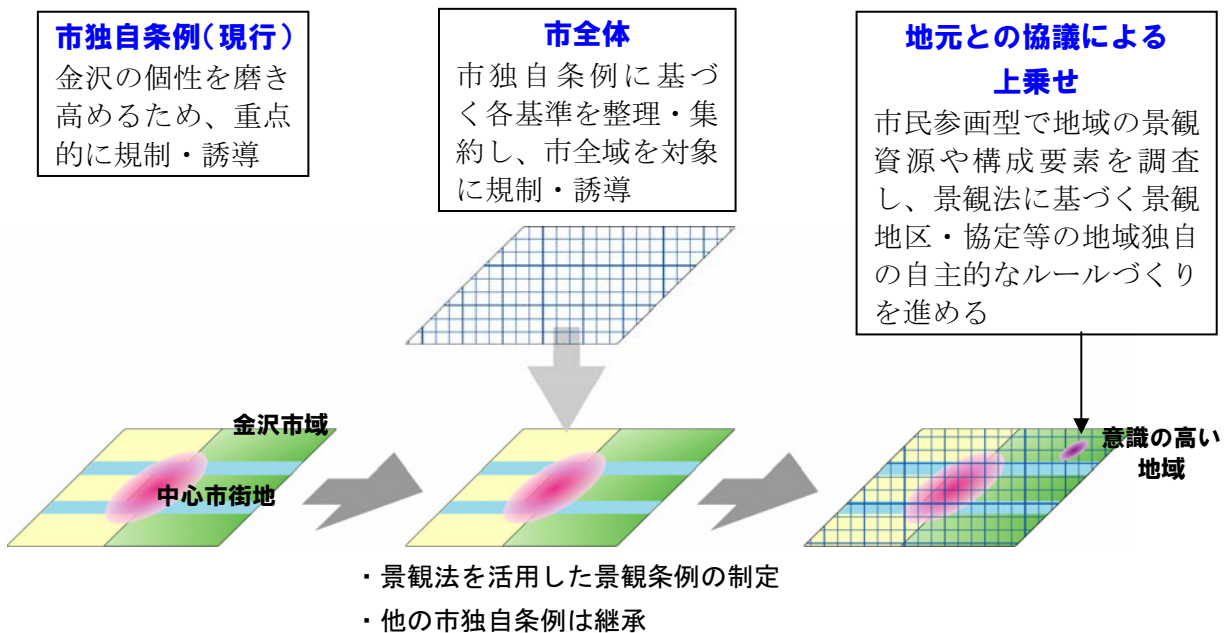 市独自条例(現行)
金沢の個性を磨き
高めるため、重点
的に規制・誘導
市全体
市独自条例に基づ
く各基準を整理・集
約し、市全域を対象
に規制・誘導
地元との協議による
上乗せ
市民参画型で地域の景観
資源や構成要素を調査
し、景観法に基づく景観
地区・協定等の地域独自
の自主的なルールづくり
を進める
金沢市域
中心市街地
意識の高い
地域
・景観法を活用した景観条例の制定
・他の市独自条例は継承